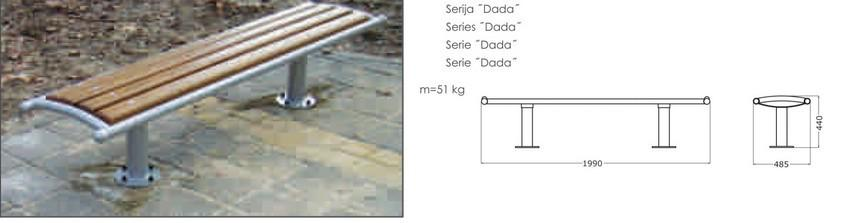 Serija ˝Dada˝
Series ˝Dada˝
Serie ˝Dada˝
Serie ˝Dada˝
m=51 kg
1990
485
440